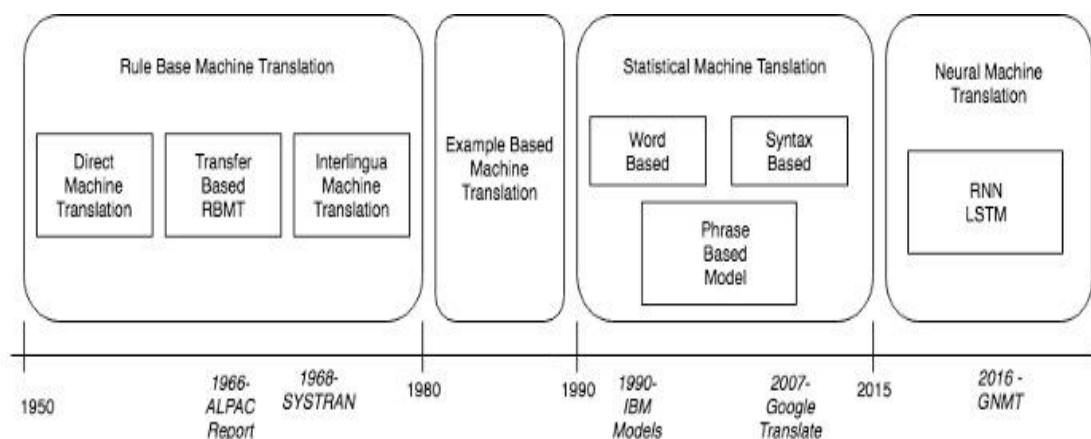 Rule Base Machine Translation
Direct
Machine
Translation
Transfer
Based
RBMT
Interlingua
Machine
Translation
Example Based
Machine
Translation
Statistical Machine Tanslation
Word
Based
Syntax
Based
Phrase
Based
Model
Neural Machine
Translation
RNN
LSTM
1950
1966-
ALPAC
Report
1968-
SYSTRAN
1980
1990
1990-
IBM
Models
2007-
Google
Translate
2015
2016 -
GNMT